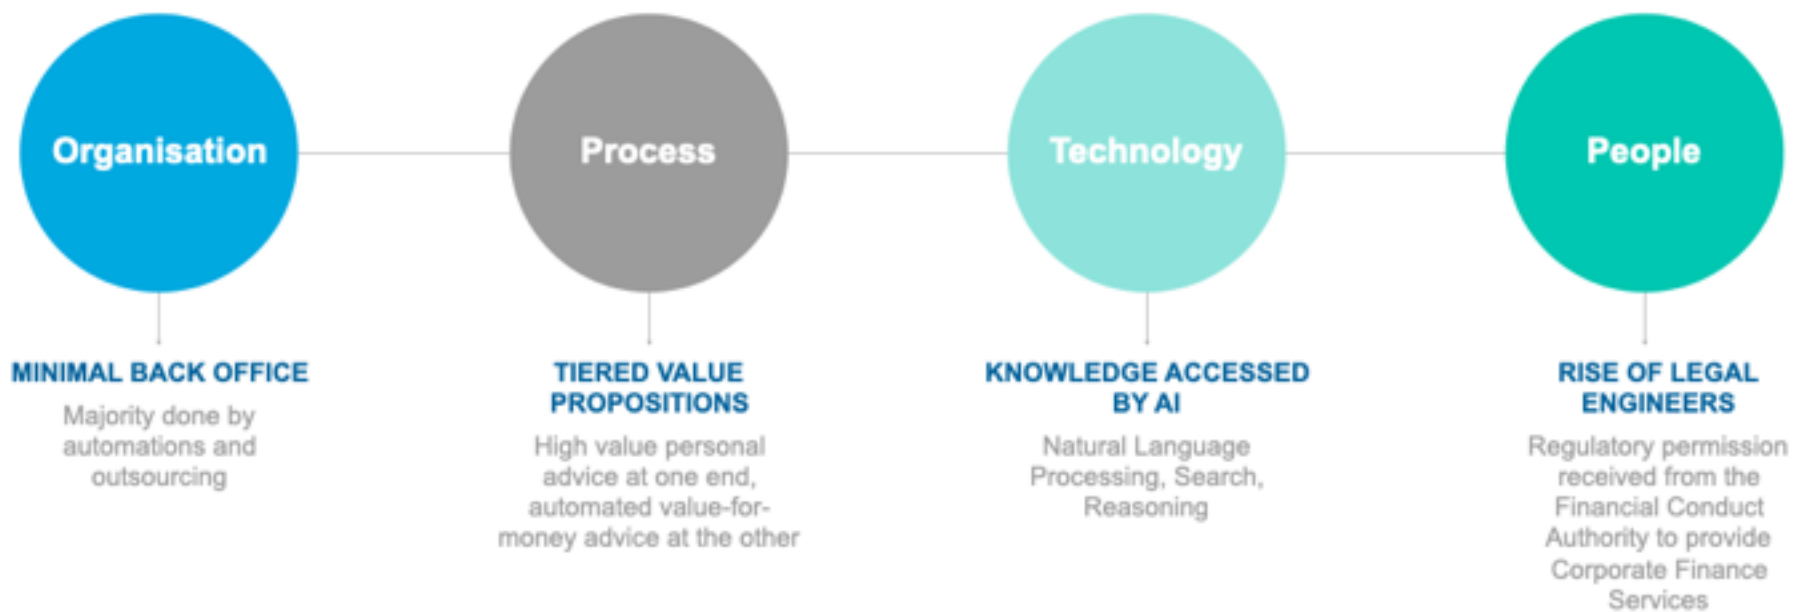 Organisation
Process
Technology
People
MINIMAL BACK OFFICE
Majority done by
automations and
outsourcing
TIERED VALUE
PROPOSITIONS
High value personal
advice at one end,
automated value-for-
money advice at the other
KNOWLEDGE ACCESSED
BY AI
Natural Language
Processing, Search,
Reasoning
RISE OF LEGAL
ENGINEERS
Regulatory permission
received from the
Financial Conduct
Authority to provide
Corporate Finance
Services